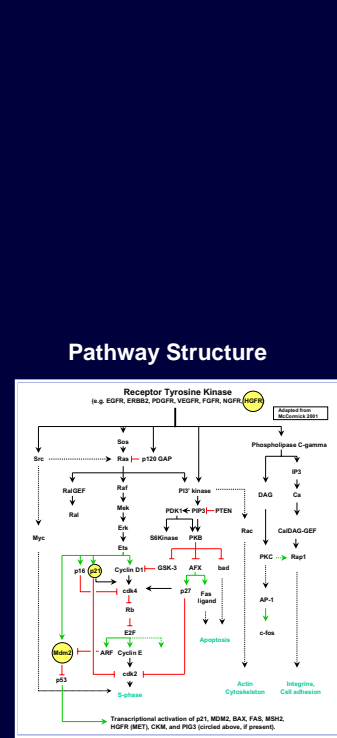 Pathway Structure
Receptor Tyrosine Kinase
(e.g. EGFR, ERBB2, PDGFR, VEGFR, FGFR, NGFR, HGFR)
Adapted from
McCormick 2001
Sos
Phospholipase C-gamma
Src
Ras
p120 GAP
IP3
RalGEF
Raf
PI3' kinase
DAG
Ca
Ral
Mek
PDK1
PIP3
PTEN
Myc
Erk
Rac
CalDAG-GEF
Ets
S6Kinase
PKB
PKC
Rap1
p16
p21
Cyclin D1
GSK-3
AFX
bad
cdk4
p27
Fas
ligand
AP-1
Rb
E2F
Apoptosis
c-fos
Mdm2
ARF
Cyclin E
cdk2
p53
S-phase
Actin
Cytoskeleton
Integrins,
Cell adhesion
Transcriptional activation of p21, MDM2, BAX, FAS, MSH2,
HGFR (MET), CKM, and PIG3 (circled above, if present).